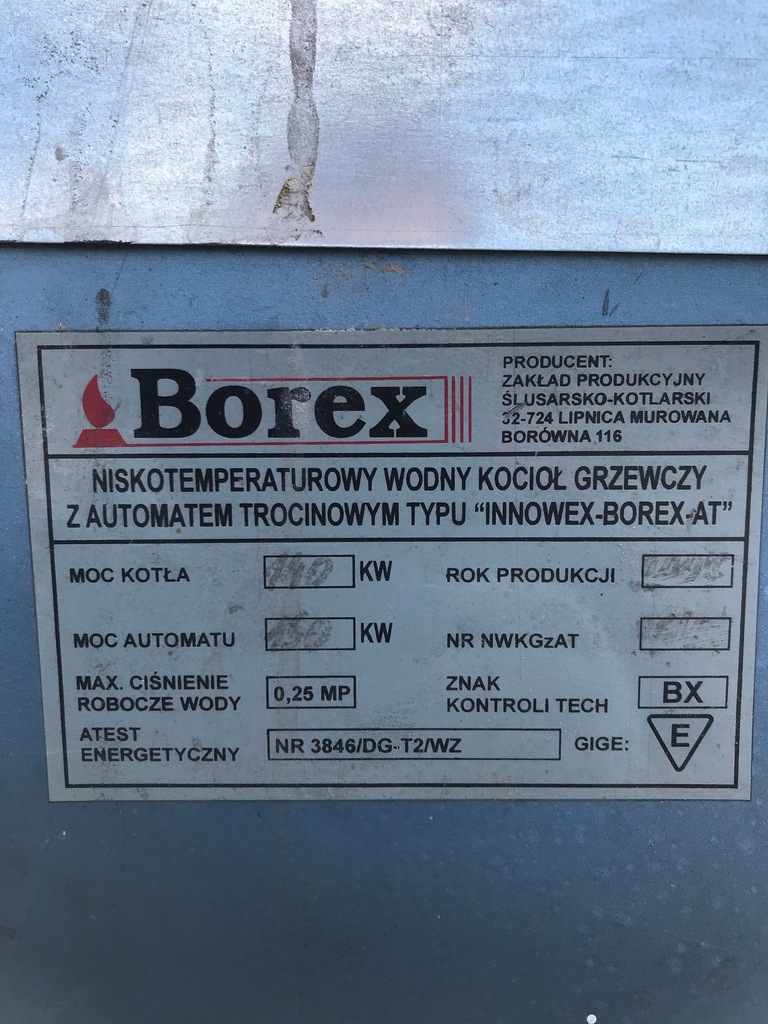 Borex
PRODUCENT:
ZAKŁAD PRODUKCYJNY
ŚLUSARSKO-KOTLARSKI
32-724 LIPNICA MUROWANA
BORÓWNA 116
NISKOTEMPERATUROWY WODNY KOCIOŁ GRZEWCZY
Z AUTOMATEM TROCINOWYM TYPU “INNOWEX-BOREX-AT”
MOC KOTŁA KW
ROK PRODUKCJI
MOC AUTOMATU KW
NR NWKGzAT
MAX. CIŚNIENIE
ROBOCZE WODY 0,25 MP
ZNAK
KONTROLI TECH BX
ATEST
ENERGETYCZNY NR 3846/DG-T2/WZ
GIGE: E